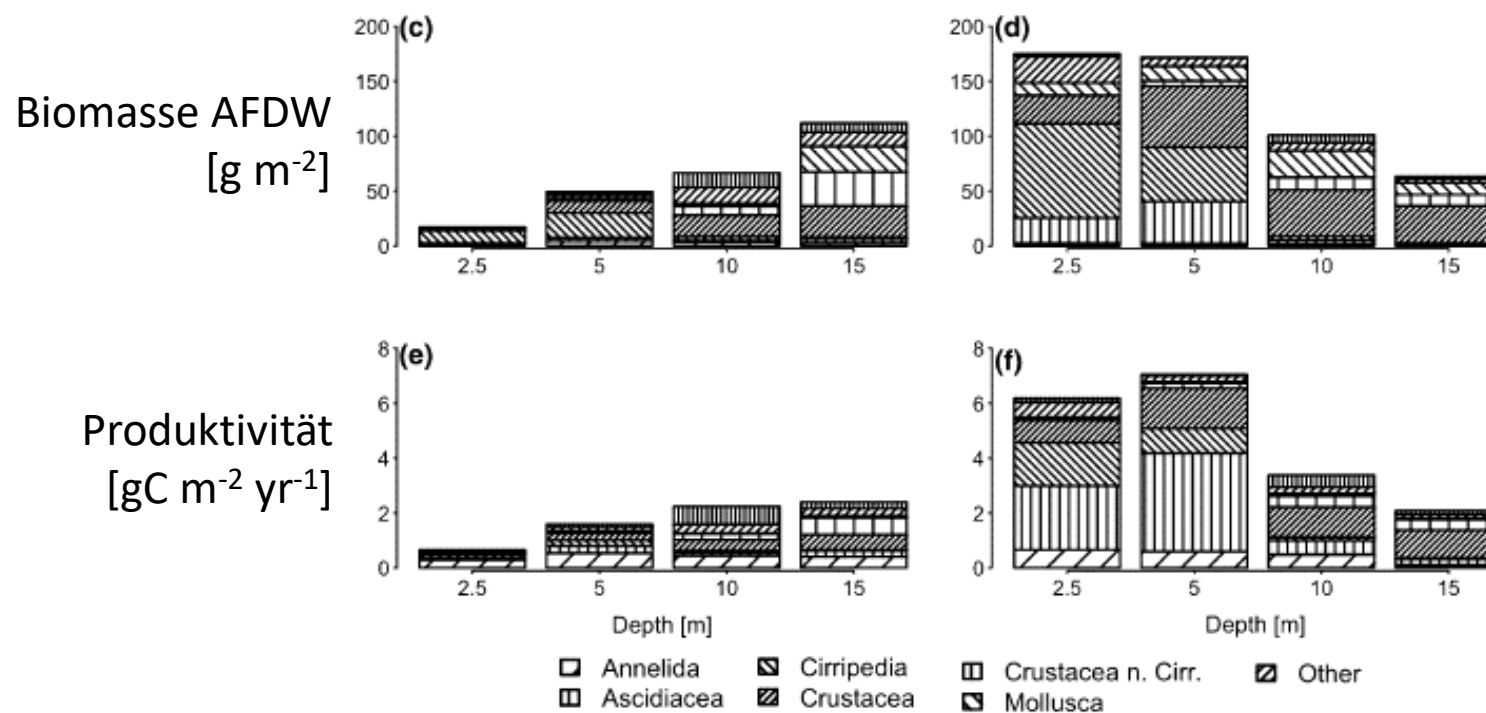 (c)
(d)
200
150
100
50
0
200
150
100
50
0
Biomasse AFDW
[g m⁻²]
2.5 5 10 15
2.5 5 10 15
(e)
(f)
8
6
4
2
0
8
6
4
2
0
Produktivität
[gC m⁻² yr⁻¹]
2.5 5 10 15
2.5 5 10 15
Depth [m]
Depth [m]
Annelida
Ascidiacea
Cirripedia
Crustacea
Crustacea n. Cirr.
Mollusca
Other